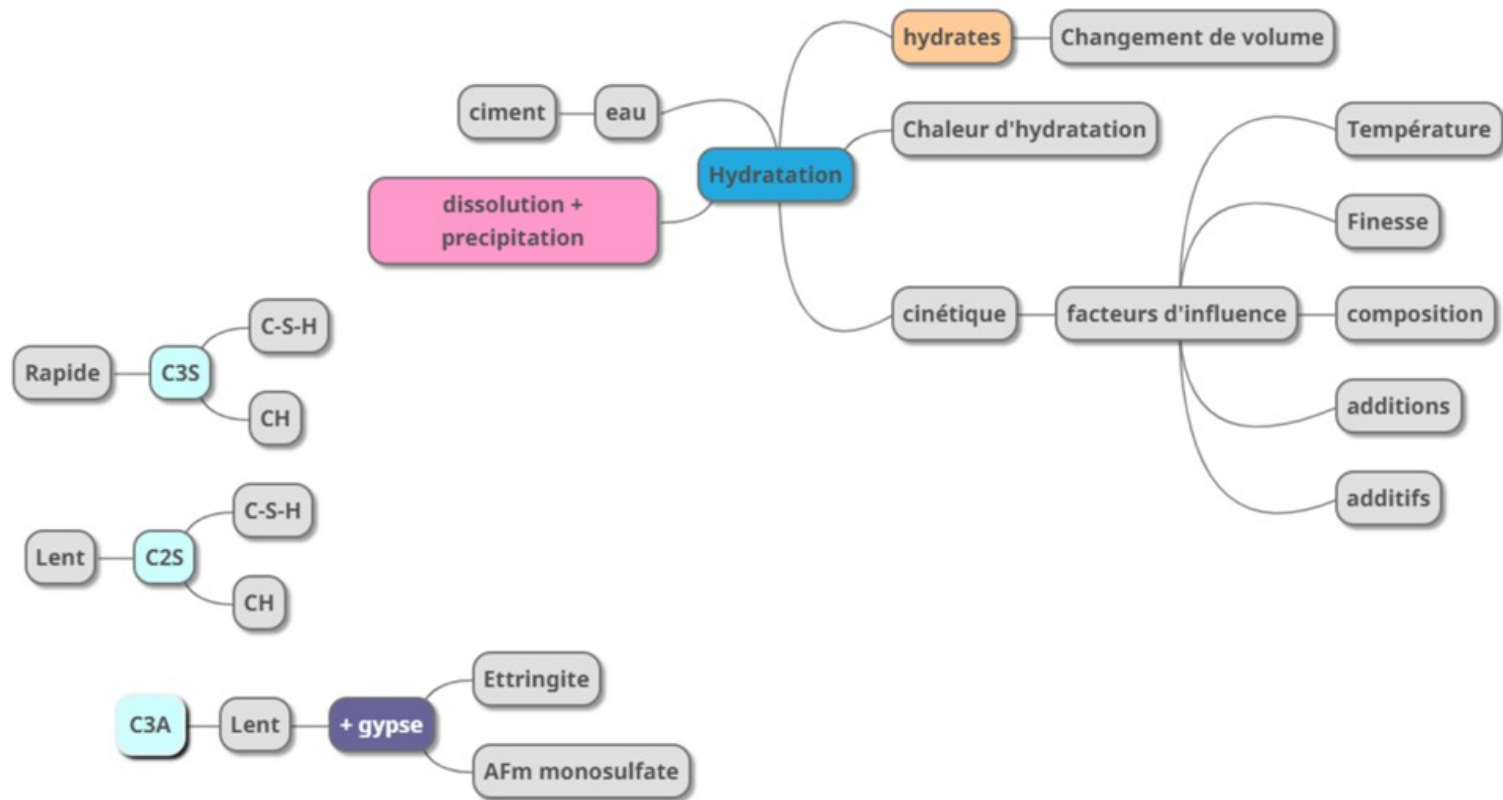 hydrates
Changement de volume
ciment
eau
Chaleur d'hydratation
Température
Hydratation
dissolution +
precipitation
Finesse
cinétique
facteurs d'influence
composition
additions
additifs
C-S-H
Rapide
C3S
CH
C-S-H
Lent
C2S
CH
Ettringite
C3A
Lent
+ gypse
AFm monosulfate